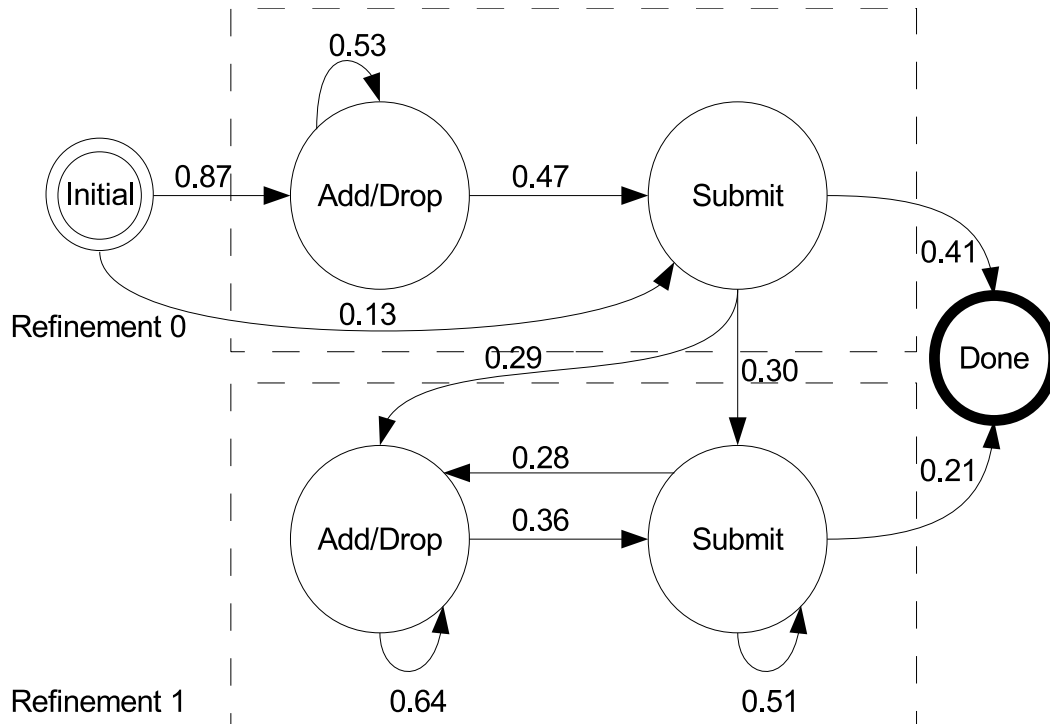 0.53
Initial
0.87
Add/Drop
0.47
Submit
0.41
0.13
Refinement 0
0.29
0.30
Done
0.28
0.21
Add/Drop
0.36
Submit
0.64
0.51
Refinement 1